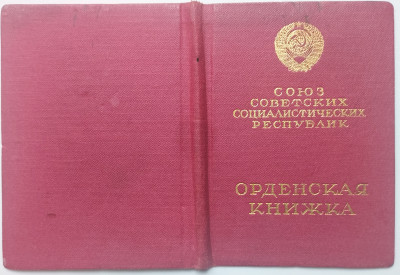 СОЮЗ
СОВЕТСКИХ
СОЦИАЛИСТИЧЕСКИХ
РЕСПУБЛИК
ОРДЕНСКАЯ
КНИЖКА